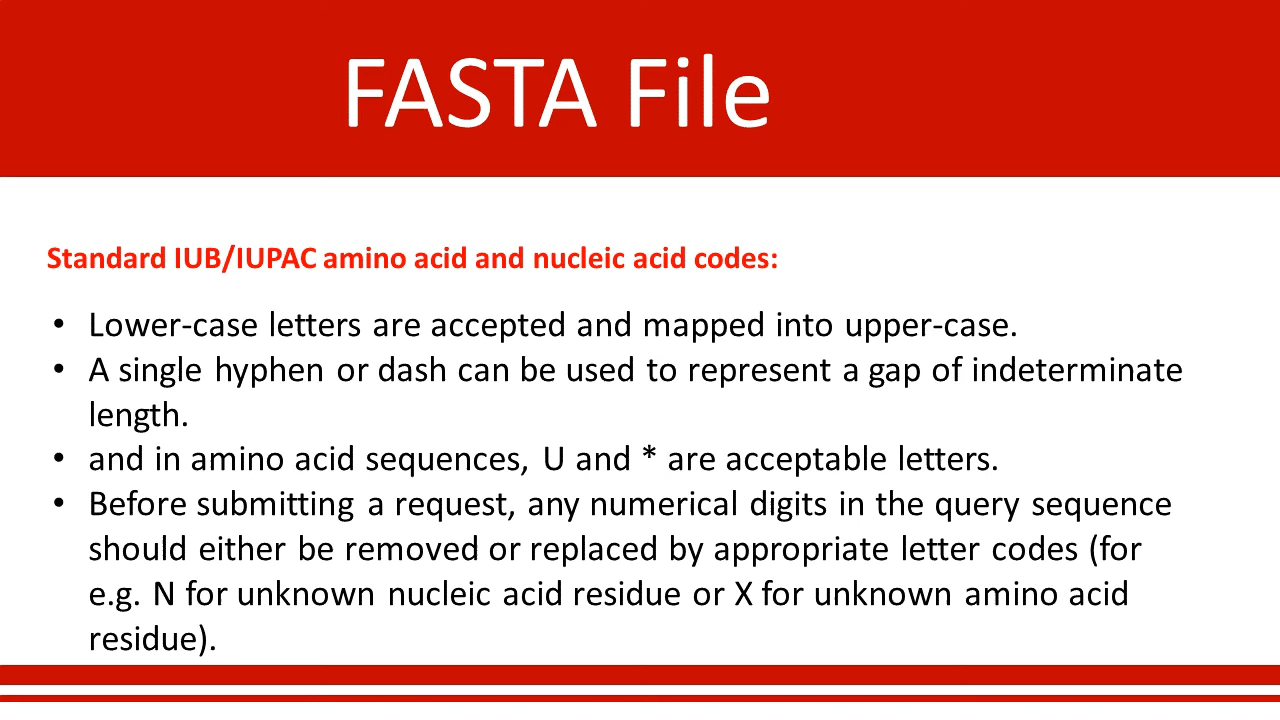 FASTA File
Standard IUB/IUPAC amino acid and nucleic acid codes:
• Lower-case letters are accepted and mapped into upper-case.
• A single hyphen or dash can be used to represent a gap of indeterminate
length.
• and in amino acid sequences, U and * are acceptable letters.
• Before submitting a request, any numerical digits in the query sequence
should either be removed or replaced by appropriate letter codes (for
e.g. N for unknown nucleic acid residue or X for unknown amino acid
residue).